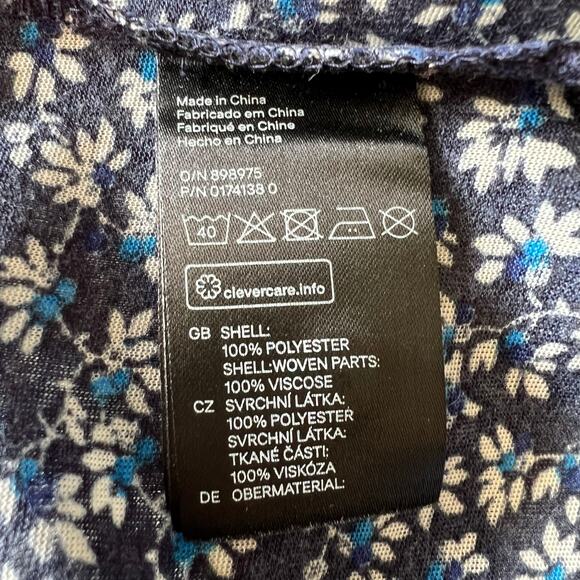 Made in China
Fabricado em China
Fabriqué en Chine
Hecho en China
O/N 898975
P/N 0174138 0
40
clevercare.info
GB SHELL:
100% POLYESTER
SHELL:WOVEN PARTS:
100% VISCOSE
CZ SVRCHNÍ LÁTKA:
100% POLYESTER
SVRCHNÍ LÁTKA:
TKANÉ ČÁSTI:
100% VISKÓZA
DE OBERMATERIAL: